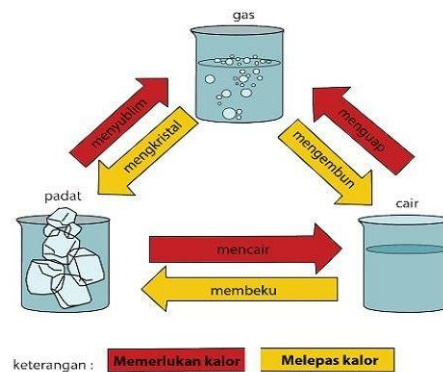 gas
menyublim
mengkristal
menguap
mengembun
padat
cair
mencair
membeku
keterangan : Memerlukan kalor Melepas kalor